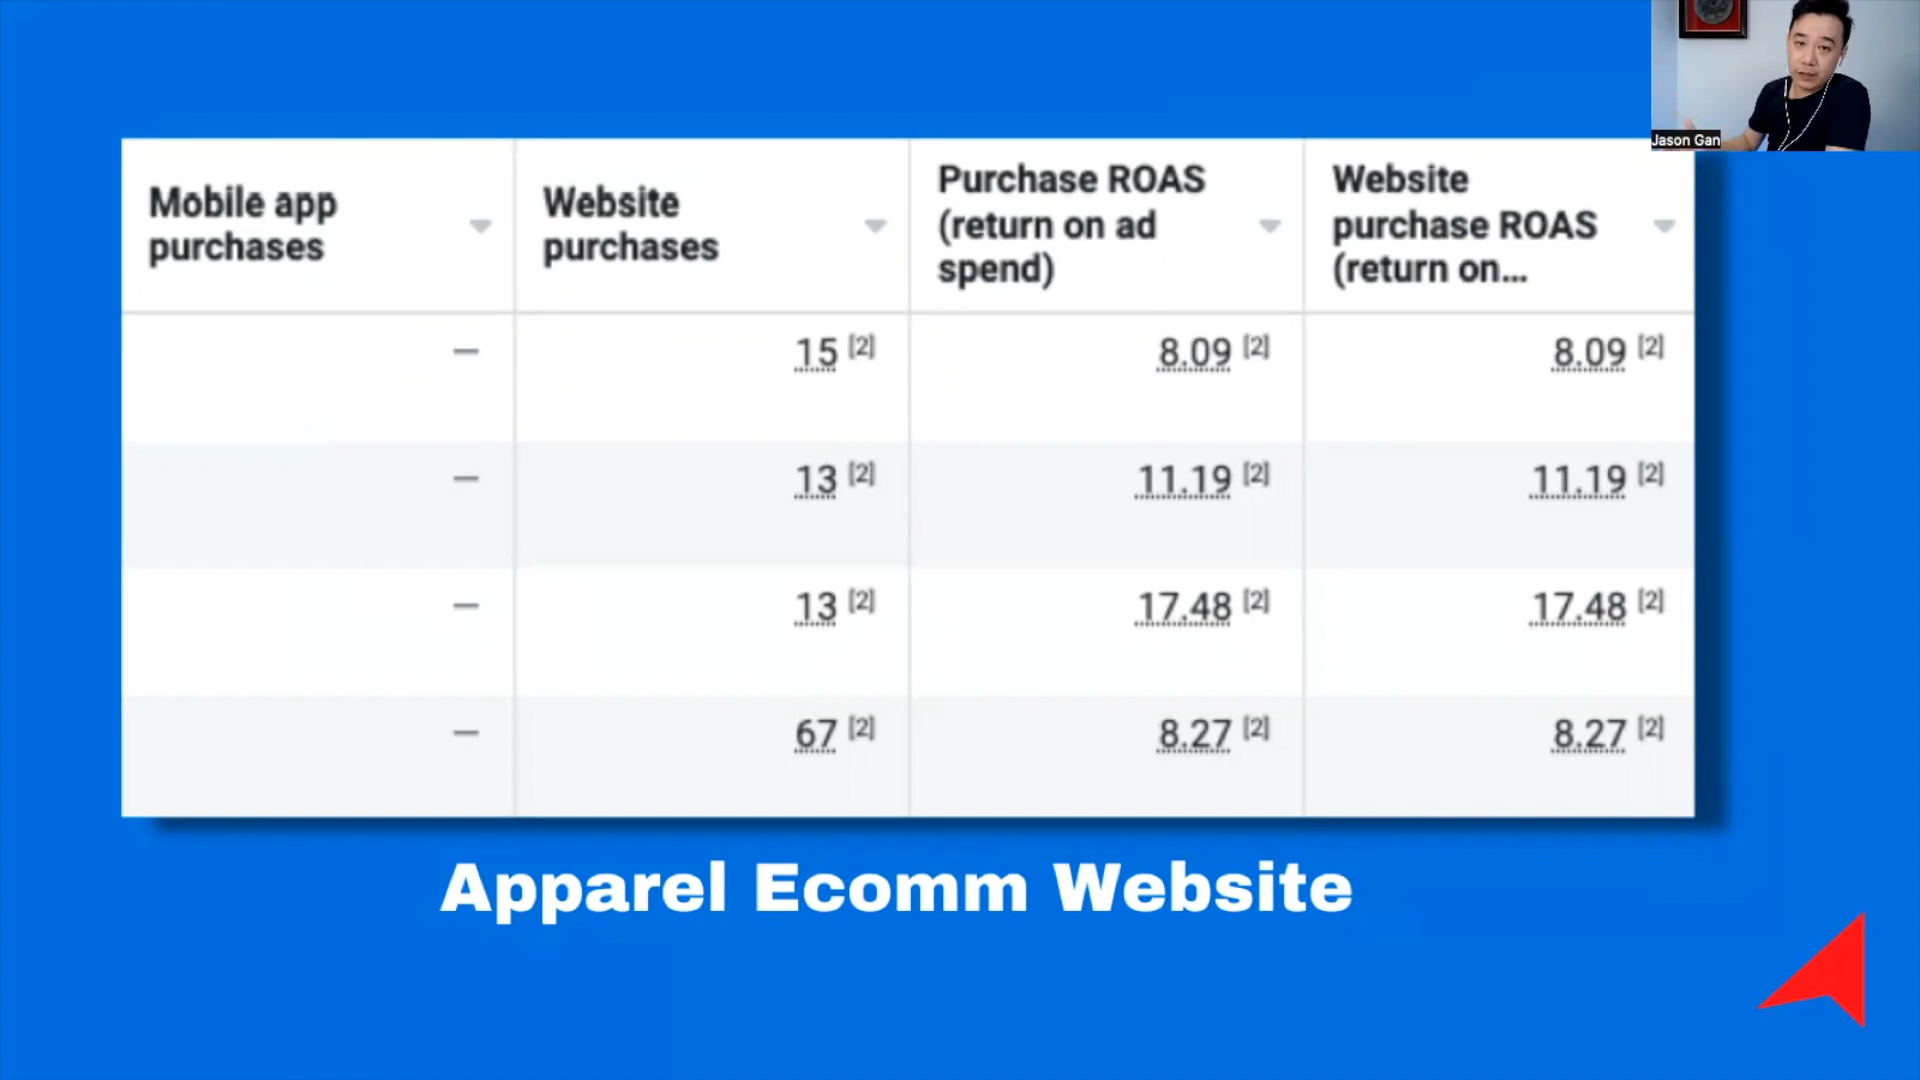 Jason Gan
Mobile app
purchases
Website
purchases
Purchase ROAS
(return on ad
spend)
Website
purchase ROAS
(return on...
— 15 [2] 8.09 [2] 8.09 [2]
— 13 [2] 11.19 [2] 11.19 [2]
— 13 [2] 17.48 [2] 17.48 [2]
— 67 [2] 8.27 [2] 8.27 [2]
Apparel Ecomm Website